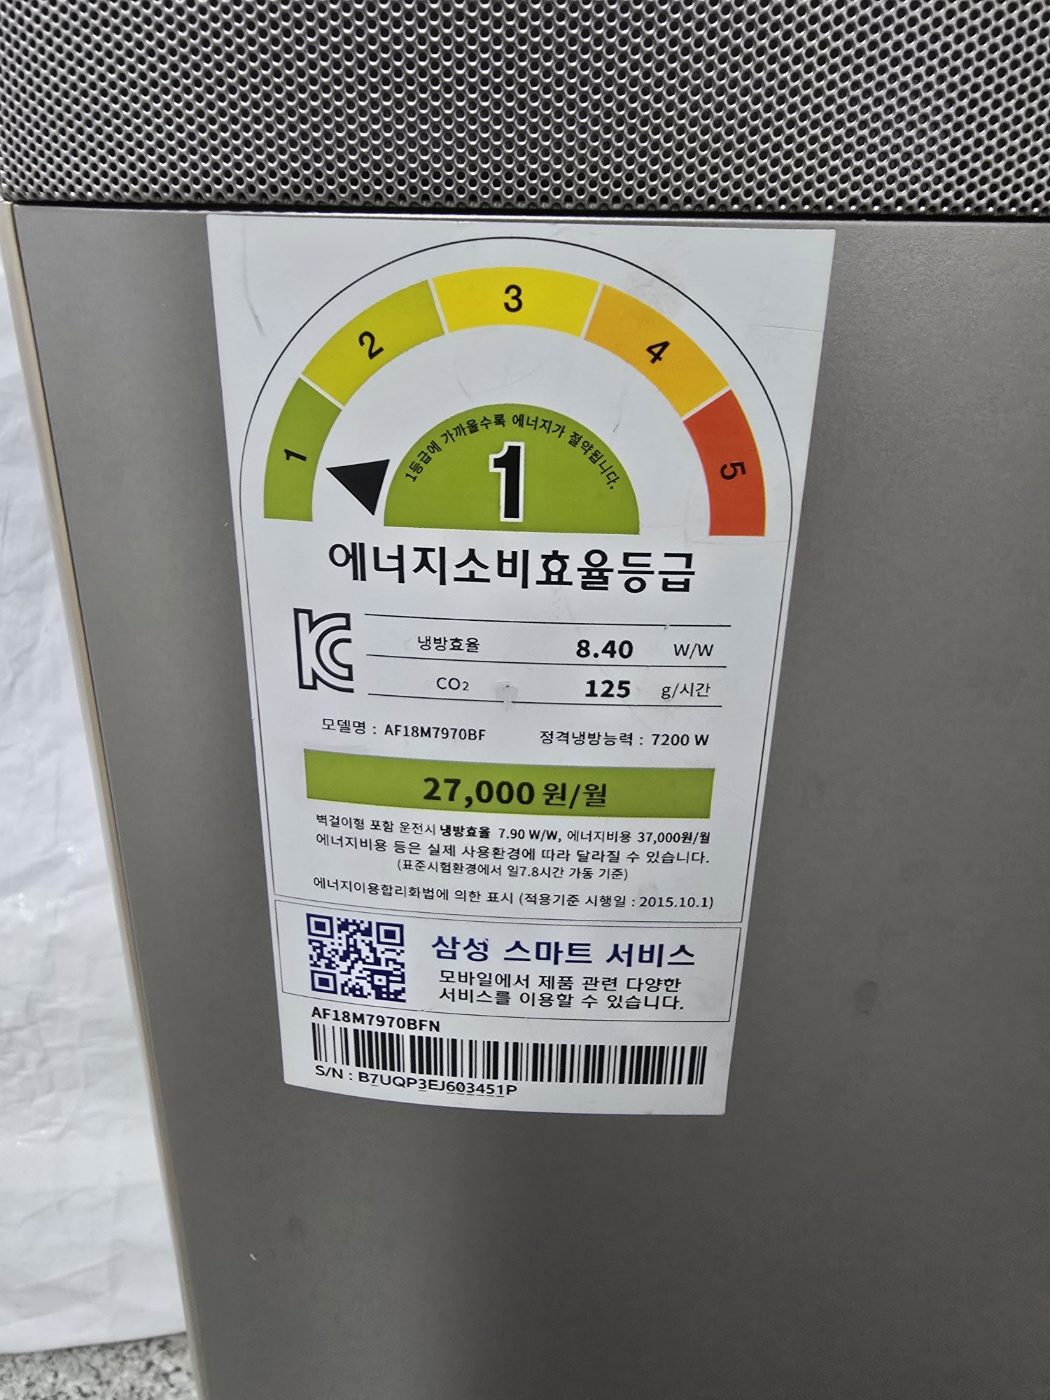 1
2
3
4
5
1등급에 가까울수록 에너지가 절약됩니다.
1
에너지소비효율등급
냉방효율 8.40 W/W
CO₂ 125 g/시간
모델명 : AF18M7970BF 정격냉방능력 : 7200 W
27,000 원/월
벽걸이형 포함 운전시 냉방효율 7.90 W/W, 에너지비용 37,000원/월
에너지비용 등은 실제 사용환경에 따라 달라질 수 있습니다.
(표준시험환경에서 일7.8시간 가동 기준)
에너지이용합리화법에 의한 표시 (적용기준 시행일 : 2015.10.1)
삼성 스마트 서비스
모바일에서 제품 관련 다양한
서비스를 이용할 수 있습니다.
AF18M7970BFN
S/N : B7UQP3EJ603451P